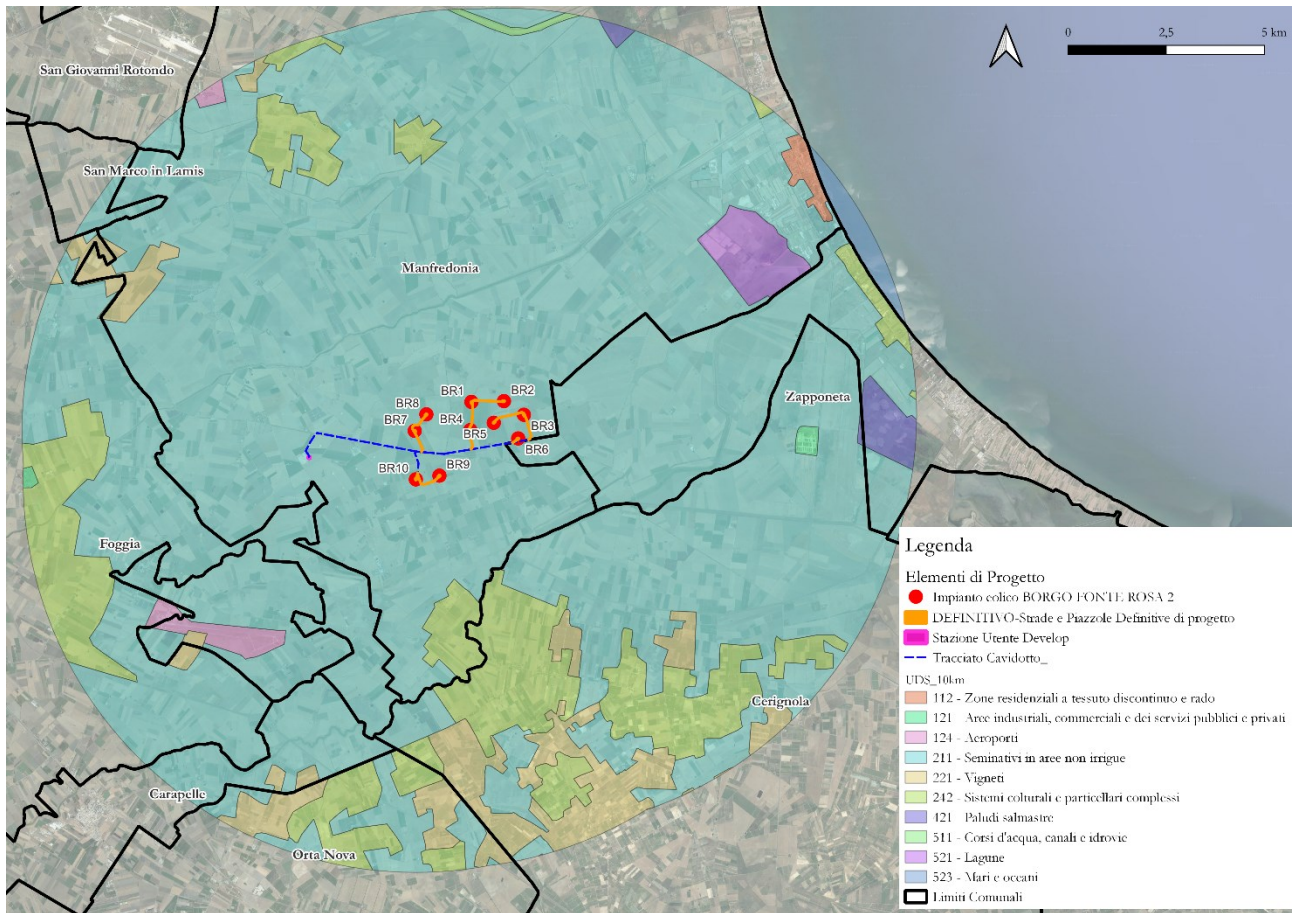 San Giovanni Rotondo
0 2,5 5 km
San Marco in Lamis
Manfredonia
BR1 BR2
BR8
BR7 BR4 BR3
BR5
BR6
BR10 BR9
Zapponeta
Foggia
Cerignola
Carapelle
Orta Nova
Legenda
Elementi di Progetto
Impianto eolico BORGO FONTE ROSA 2
DEFINITIVO-Strade e Piazzole Definitive di progetto
Stazione Utente Develop
Tracciato Cavidotto_
UDS_10km
112 - Zone residenziali a tessuto discontinuo e rado
121 - Aree industriali, commerciali e dei servizi pubblici e privati
124 - Aeroporti
211 - Seminativi in aree non irrigue
221 - Vigneti
242 - Sistemi colturali e particellari complessi
421 - Paludi salmastre
511 - Corsi d'acqua, canali e idrovie
521 - Lagune
523 - Mari e oceani
Limiti Comunali